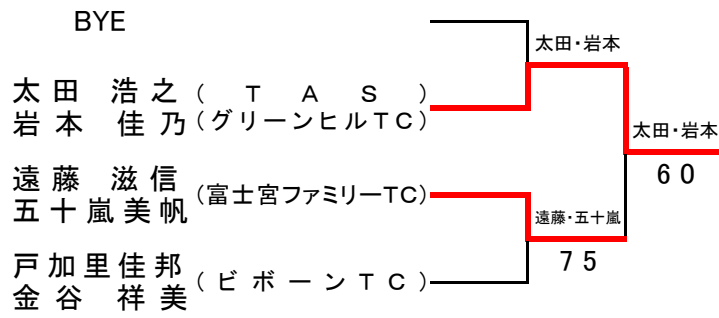 BYE
太田・岩本
太田 浩之 (TAS)
岩本 佳乃 (グリーンヒルTC)
太田・岩本
60
遠藤 滋信
五十嵐美帆 (富士宮ファミリーTC)
遠藤・五十嵐
75
戸加里佳邦
金谷 祥美 (ビボーンTC)